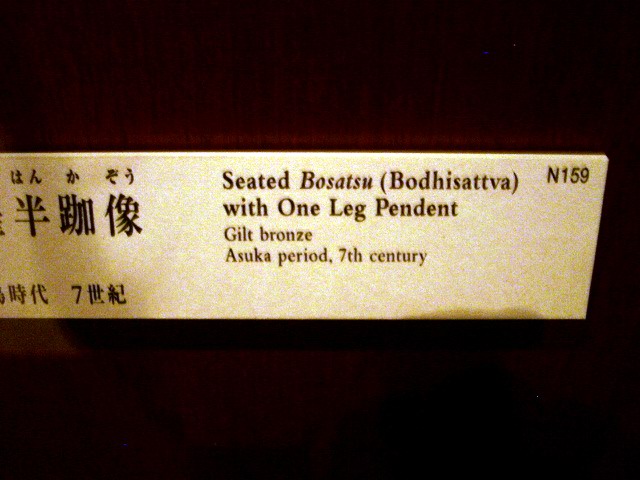 はん か ぞう
半跏像
時代 7世紀
Seated Bosatsu (Bodhisattva)
with One Leg Pendent
Gilt bronze
Asuka period, 7th century
N159